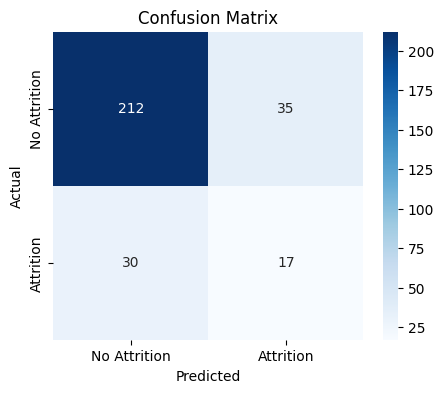 Confusion Matrix
Actual
No Attrition
Attrition
212
35
30
17
No Attrition
Attrition
Predicted
200
175
150
125
100
75
50
25